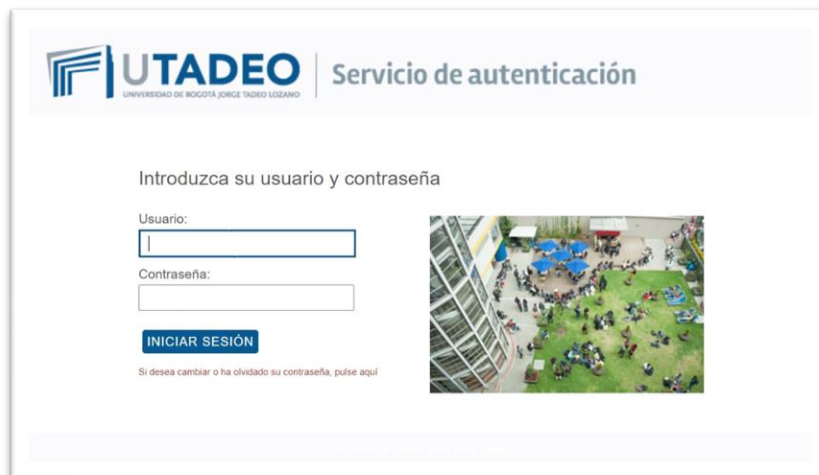 UTADEO
UNIVERSIDAD DE BOGOTÁ JORGE TADEO LOZANO
Servicio de autenticación
Introduzca su usuario y contraseña
Usuario:
Contraseña:
INICIAR SESIÓN
Si desea cambiar o ha olvidado su contraseña, pulse aquí